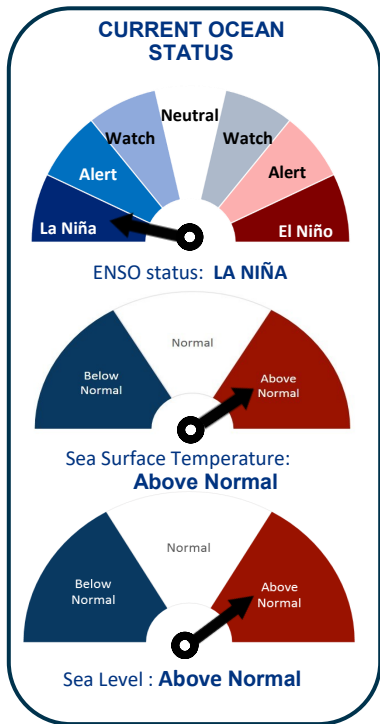 CURRENT OCEAN
STATUS
Neutral
Watch
Watch
Alert
Alert
La Niña
El Niño
ENSO status: LA NIÑA
Normal
Below
Normal
Above
Normal
Sea Surface Temperature:
Above Normal
Normal
Below
Normal
Above
Normal
Sea Level : Above Normal